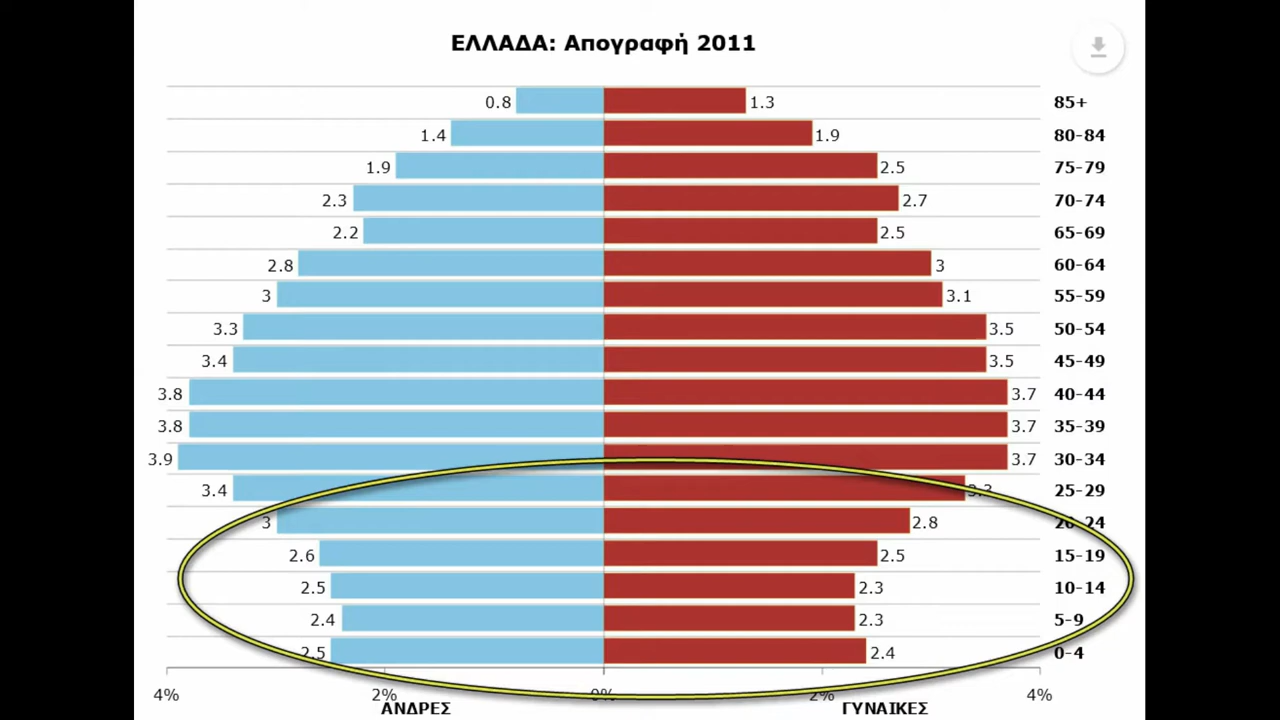 ΕΛΛΑΔΑ: Απογραφή 2011
0.8 1.3 85+
1.4 1.9 80-84
1.9 2.5 75-79
2.3 2.7 70-74
2.2 2.5 65-69
2.8 3 60-64
3 3.1 55-59
3.3 3.5 50-54
3.4 3.5 45-49
3.8 3.7 40-44
3.8 3.7 35-39
3.9 3.7 30-34
3.4 3.3 25-29
3 2.8 20-24
2.6 2.5 15-19
2.5 2.3 10-14
2.4 2.3 5-9
2.5 2.4 0-4
4% 2% 0% 2% 4%
ΑΝΔΡΕΣ ΓΥΝΑΙΚΕΣ